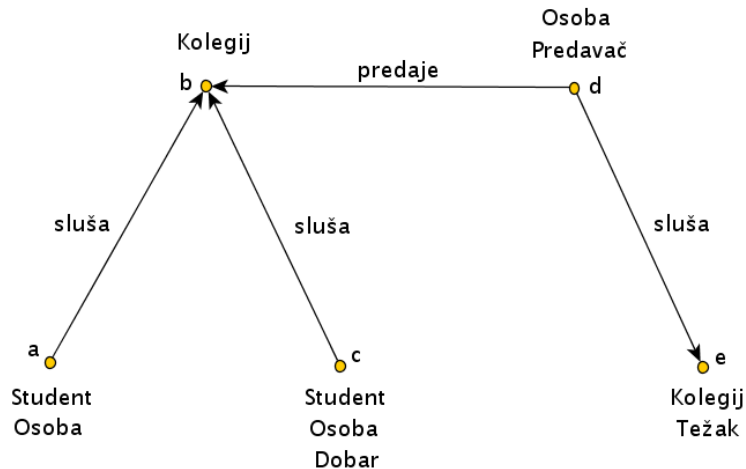 Osoba
Predavač
Kolegij
predaje
b
d
sluša
sluša
sluša
a
c
e
Student
Osoba
Student
Osoba
Dobar
Kolegij
Težak